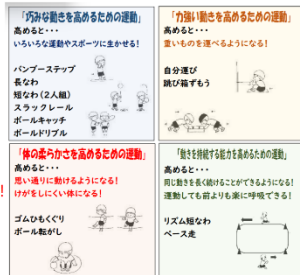 「巧みな動きを高めるための運動」
高めると・・・
いろいろな運動やスポーツに生かせる!
バンブーステップ
長なわ
短なわ(2人組)
スラックレール
ボールキャッチ
ボールドリブル
「力強い動きを高めるための運動」
高めると・・・
重いものを運べるようになる!
自分運び
跳び箱ずもう
「体の柔らかさを高めるための運動」
高めると・・・
思い通りに動けるようになる!
けがをしにくい体になる!
ゴムひもくぐり
ボール転がし
「動きを持続する能力を高めるための運動」
高めると・・・
同じ動きを長く続けることができるようになる!
運動しても前よりも楽に呼吸できる!
リズム短なわ
ペース走
!